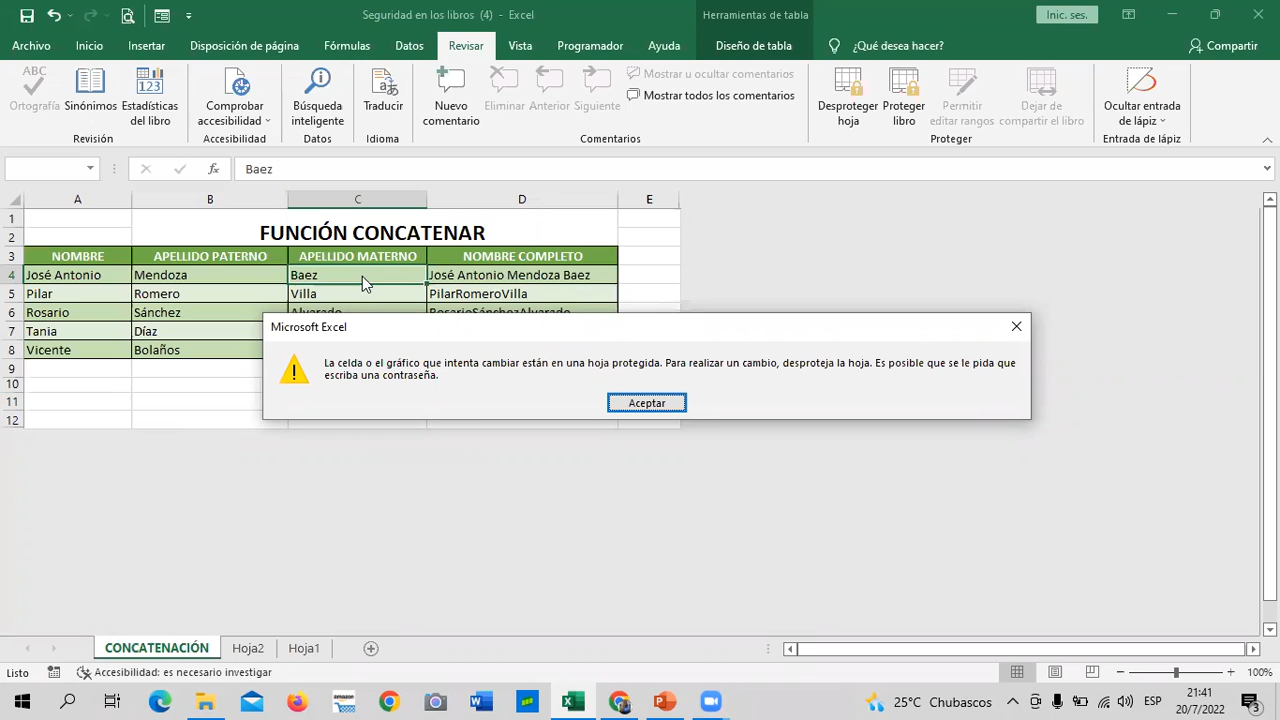 Seguridad en los libros (4) - Excel
Herramientas de tabla
Inic. ses.
Archivo Inicio Insertar Disposición de página Fórmulas Datos Revisar Vista Programador Ayuda Diseño de tabla ¿Qué desea hacer? Compartir
ABC
Ortografía
Sinónimos
123
Estadísticas del libro
Revisión
Comprobar accesibilidad
Accesibilidad
Búsqueda inteligente
Datos
Traducir
Idioma
Nuevo comentario
Eliminar
Anterior
Siguiente
Mostrar u ocultar comentarios
Mostrar todos los comentarios
Comentarios
Desproteger hoja
Proteger libro
Permitir editar rangos
Dejar de compartir el libro
Proteger
Ocultar entrada de lápiz
Entrada de lápiz
fx Baez
A B C D E
1
2 FUNCIÓN CONCATENAR
3 NOMBRE APELLIDO PATERNO APELLIDO MATERNO NOMBRE COMPLETO
4 José Antonio Mendoza Baez José Antonio Mendoza Baez
5 Pilar Romero Villa PilarRomeroVilla
6 Rosario Sánchez Alvarado RosarioSánchezAlvarado
7 Tania Díaz
8 Vicente Bolaños
9
10
11
12
Microsoft Excel
La celda o el gráfico que intenta cambiar están en una hoja protegida. Para realizar un cambio, desproteja la hoja. Es posible que se le pida que
escriba una contraseña.
Aceptar
CONCATENACIÓN Hoja2 Hoja1
Listo Accesibilidad: es necesario investigar 100%
amazon
25°C Chubascos ESP 21:41
20/7/2022
3